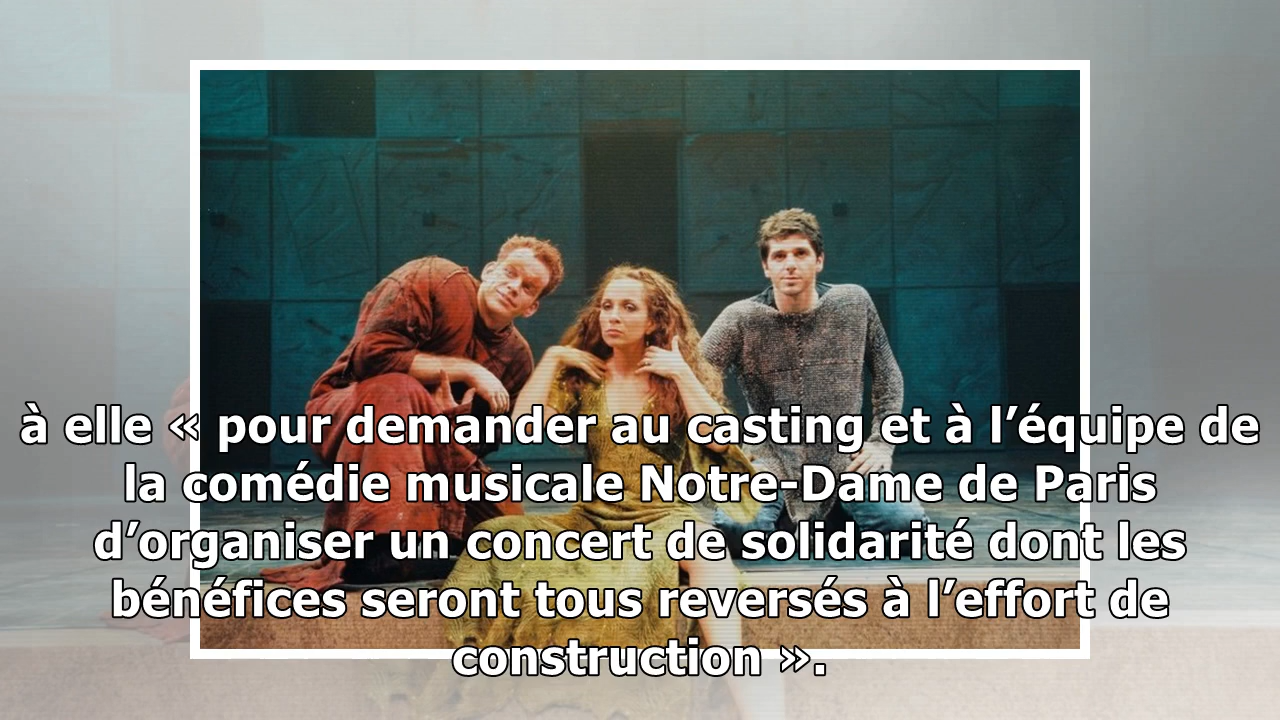 à elle « pour demander au casting et à l’équipe de
la comédie musicale Notre-Dame de Paris
d’organiser un concert de solidarité dont les
bénéfices seront tous reversés à l’effort de
construction ».